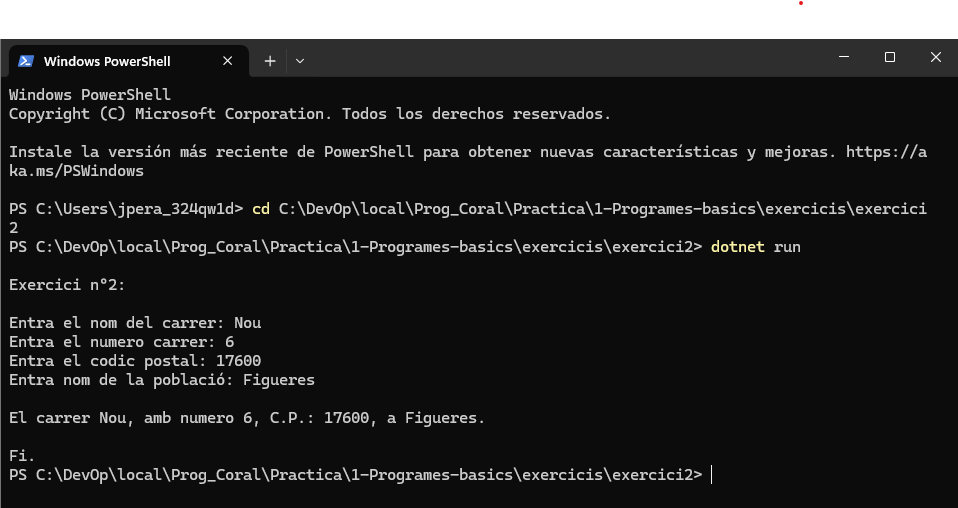 Windows PowerShell
Windows PowerShell
Copyright (C) Microsoft Corporation. Todos los derechos reservados.
Instale la versión más reciente de PowerShell para obtener nuevas características y mejoras. https://a
ka.ms/PSWindows
PS C:\Users\jpera_324qw1d> cd C:\DevOp\local\Prog_Coral\Practica\1-Programes-basics\exercicis\exercici
2
PS C:\DevOp\local\Prog_Coral\Practica\1-Programes-basics\exercicis\exercici2> dotnet run
Exercici nº2:
Entra el nom del carrer: Nou
Entra el numero carrer: 6
Entra el codic postal: 17600
Entra nom de la població: Figueres
El carrer Nou, amb numero 6, C.P.: 17600, a Figueres.
Fi.
PS C:\DevOp\local\Prog_Coral\Practica\1-Programes-basics\exercicis\exercici2>